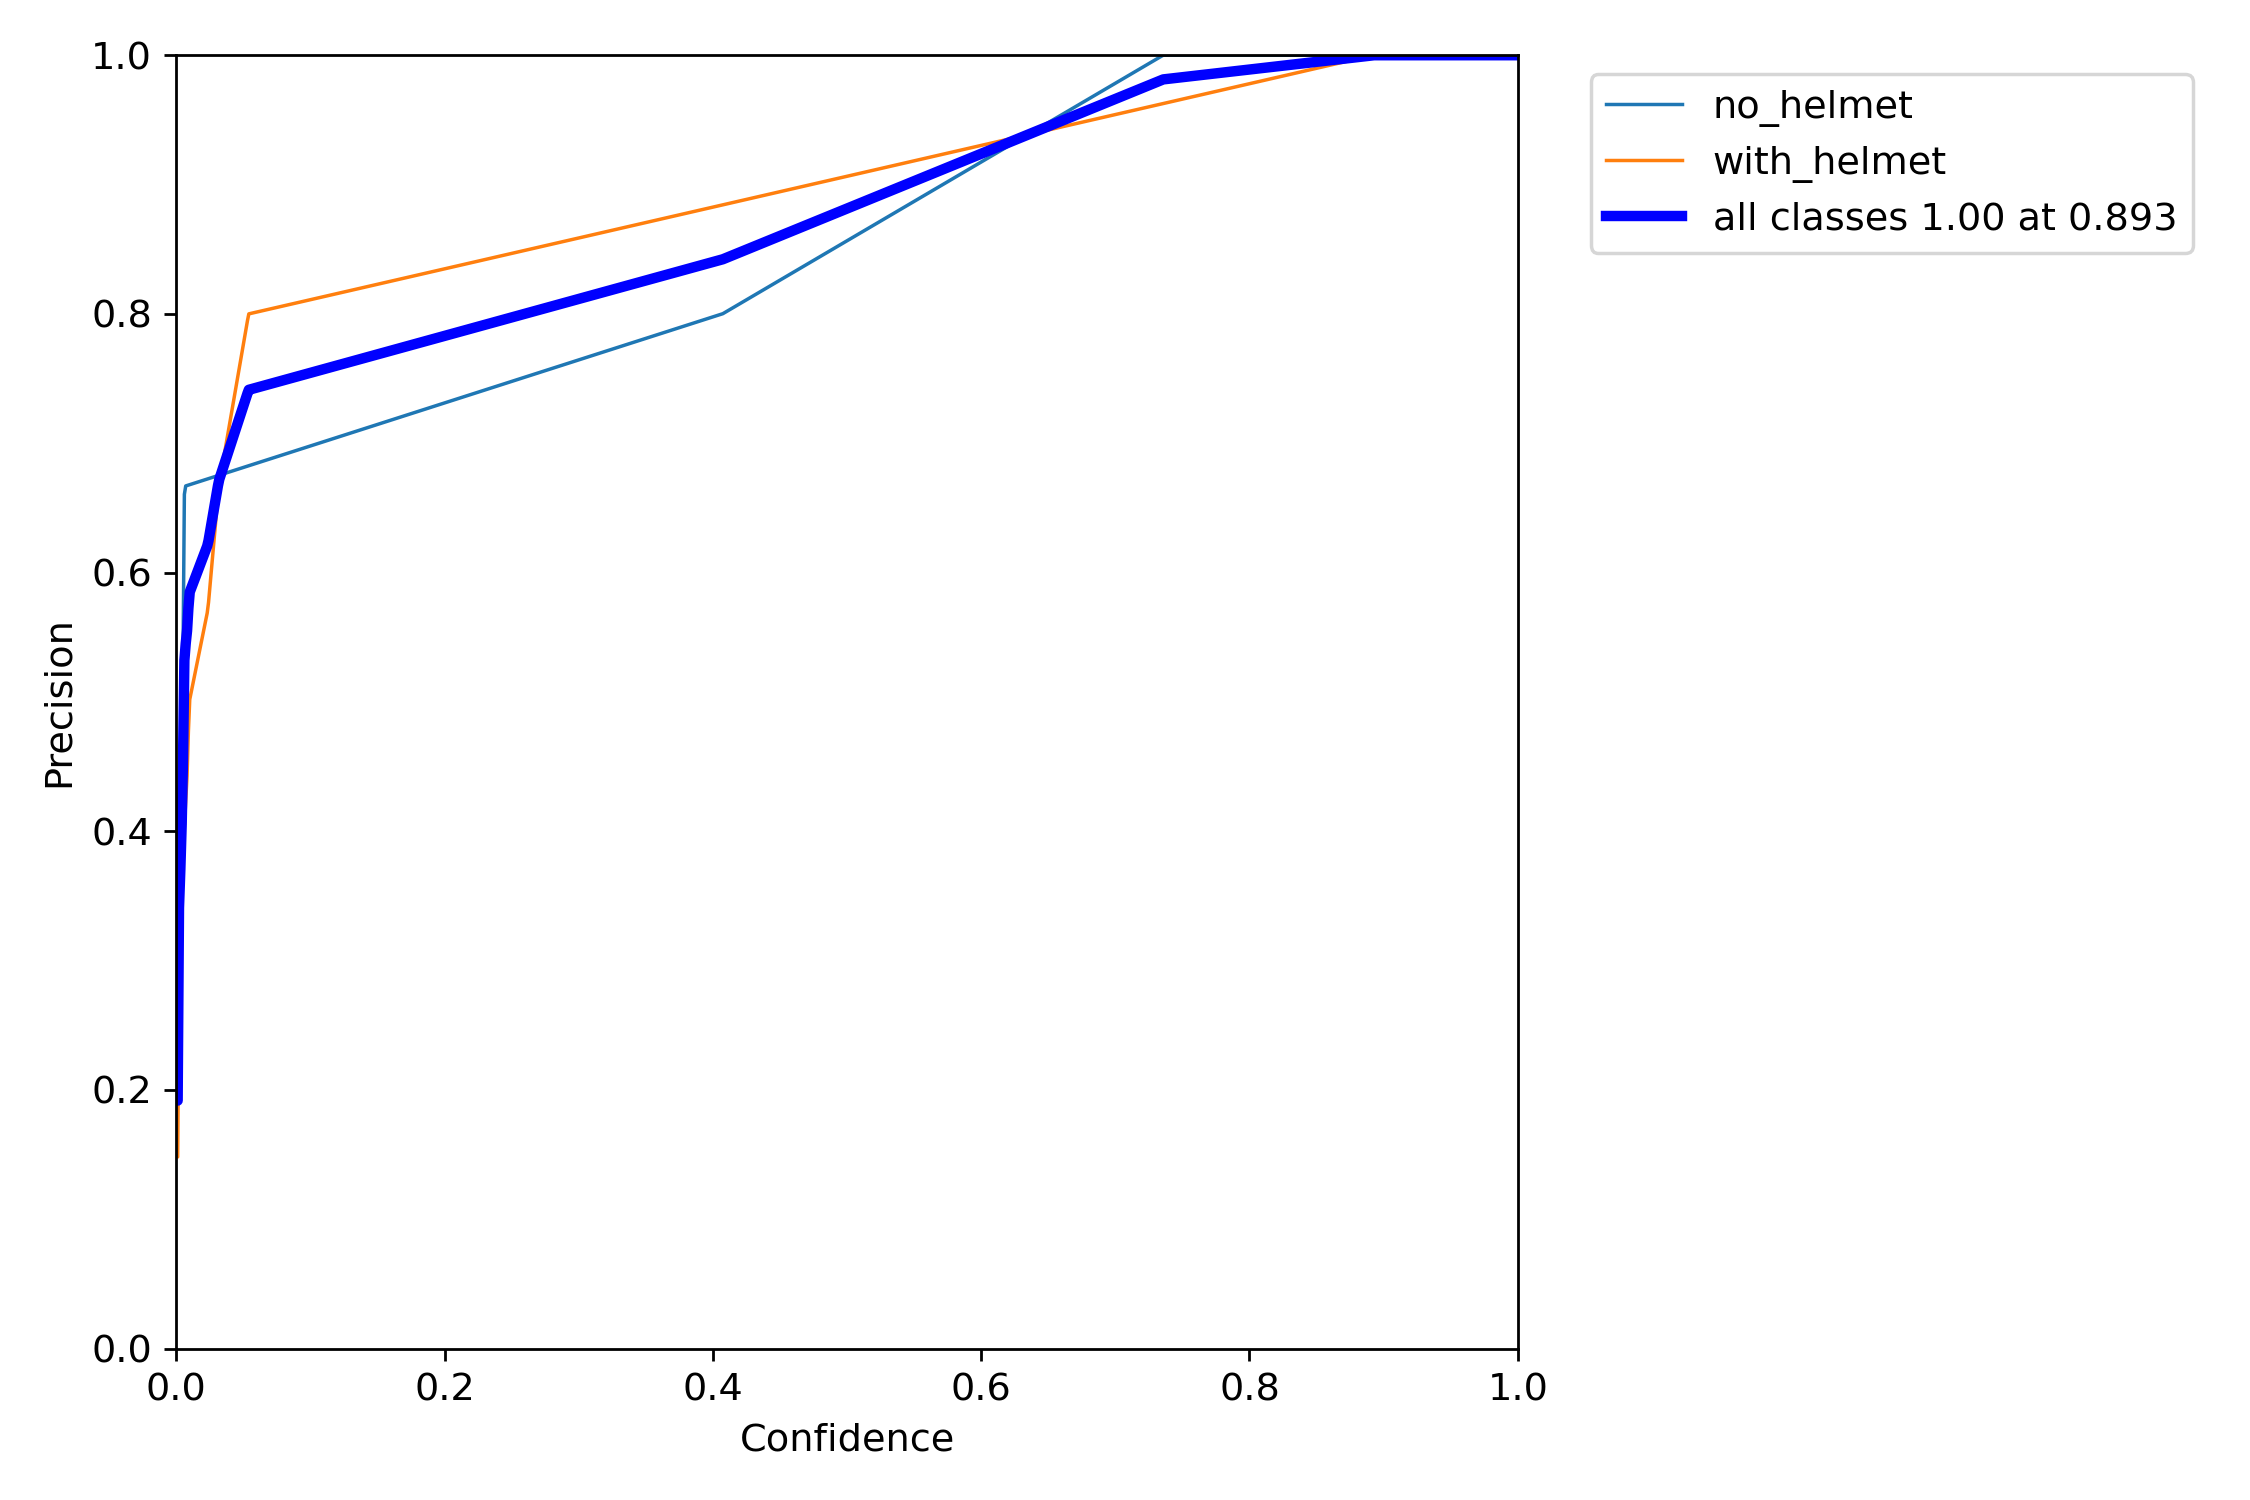 1.0
0.8
0.6
0.4
0.2
0.0
Precision
0.0 0.2 0.4 0.6 0.8 1.0
Confidence
no_helmet
with_helmet
all classes 1.00 at 0.893